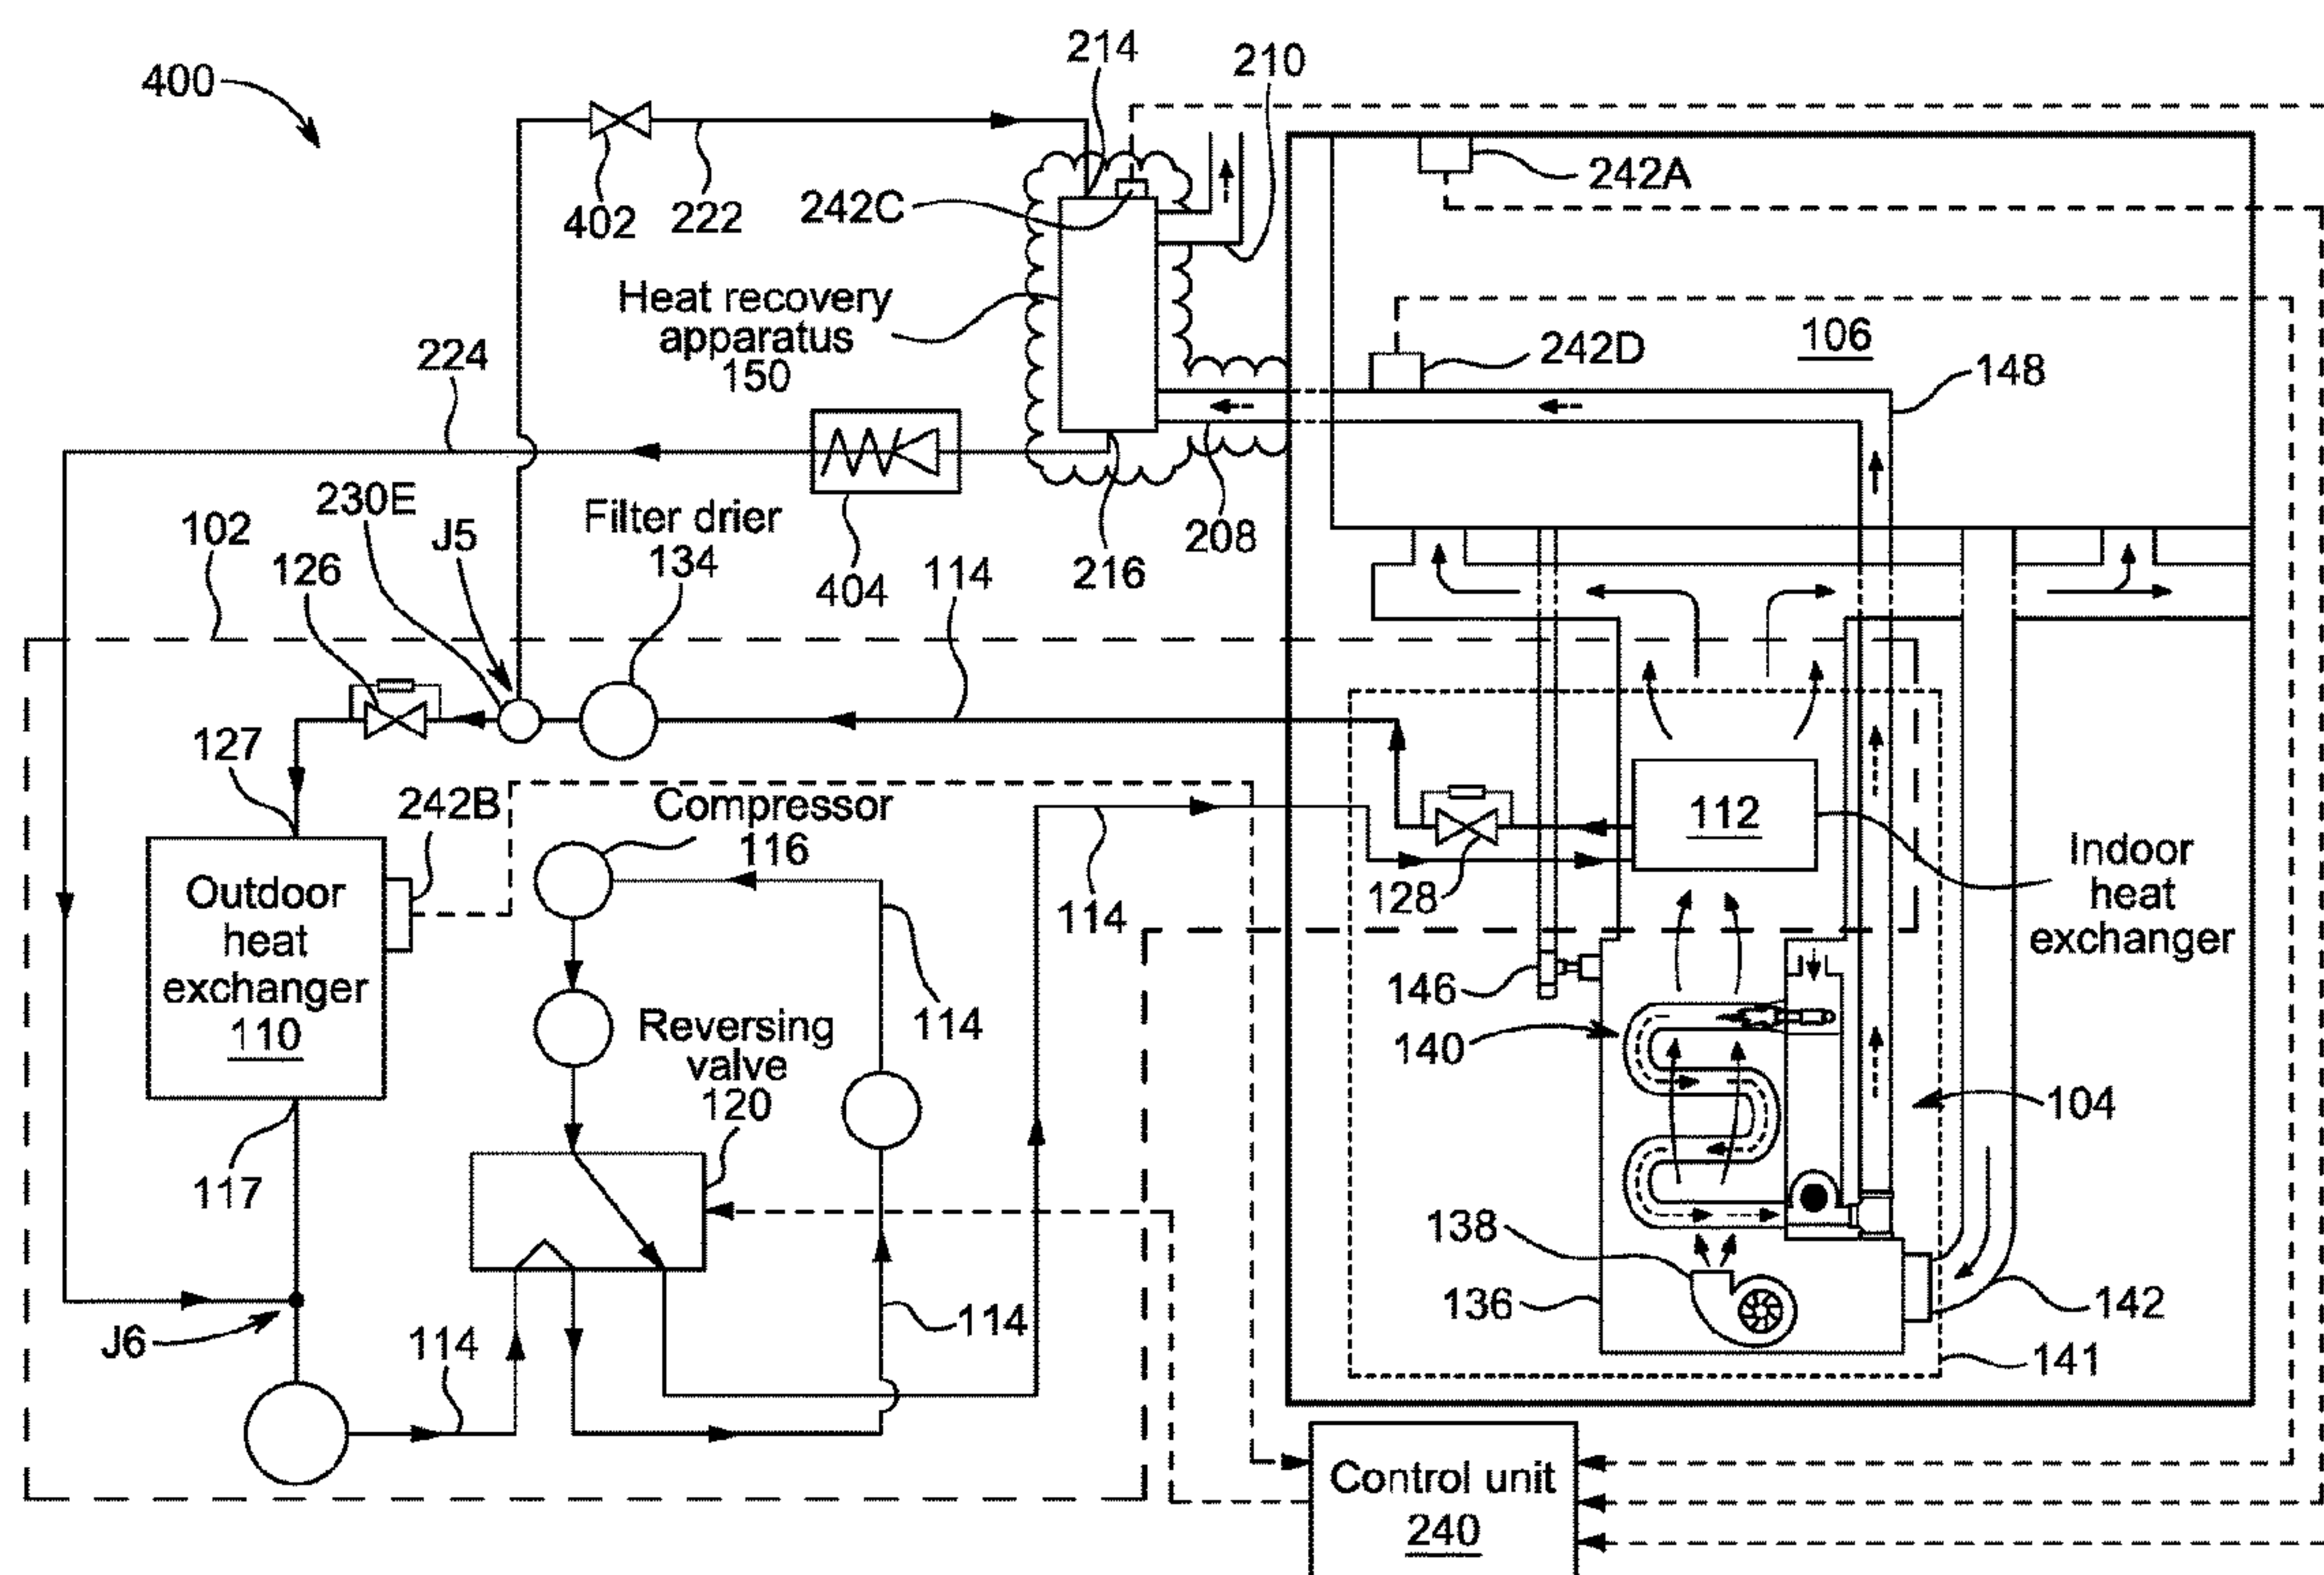 400
214
210
402
222
242C
242A
Heat recovery
apparatus
150
242D
106
148
224
230E
J5
Filter drier
134
404
216
208
102
126
114
127
242B
Compressor
116
112
128
114
Indoor
heat
exchanger
Outdoor
heat
exchanger
110
114
146
140
Reversing
valve
120
104
117
138
136
114
142
J6
114
141
Control unit
240